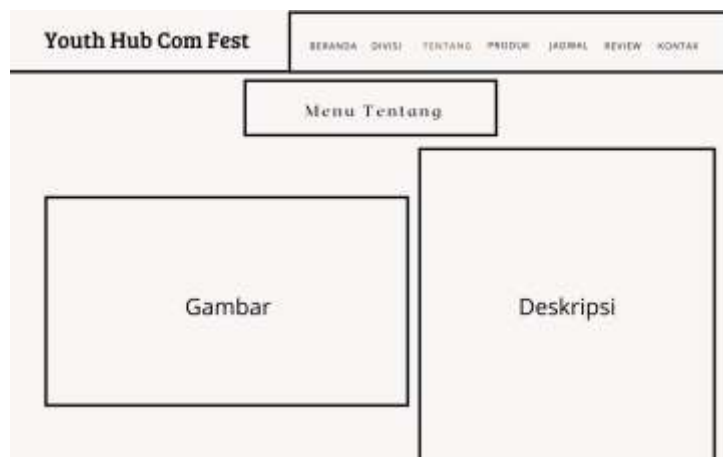 Youth Hub Com Fest
BERANDA DIVISI TENTANG PRODUK JADWAL REVIEW KONTAK
Menu Tentang
Gambar
Deskripsi